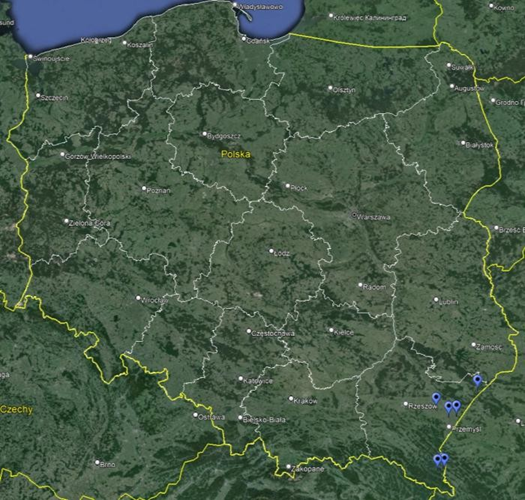 Władysławowo
Kowno
Królewiec Калининград
Kołobrzeg
Koszalin
Gdańsk
Świnoujście
Suwałki
Szczecin
Olsztyn
Augustów
Grodno
Bydgoszcz
Białystok
Gorzów Wielkopolski
Polska
Poznań
Płock
Warszawa
Zielona Góra
Brześć
Łódź
Wrocław
Radom
Lublin
Częstochowa
Kielce
Zamość
Katowice
Kraków
Rzeszów
Czechy
Ostrawa
Bielsko-Biała
Przemyśl
Brno
Zakopane